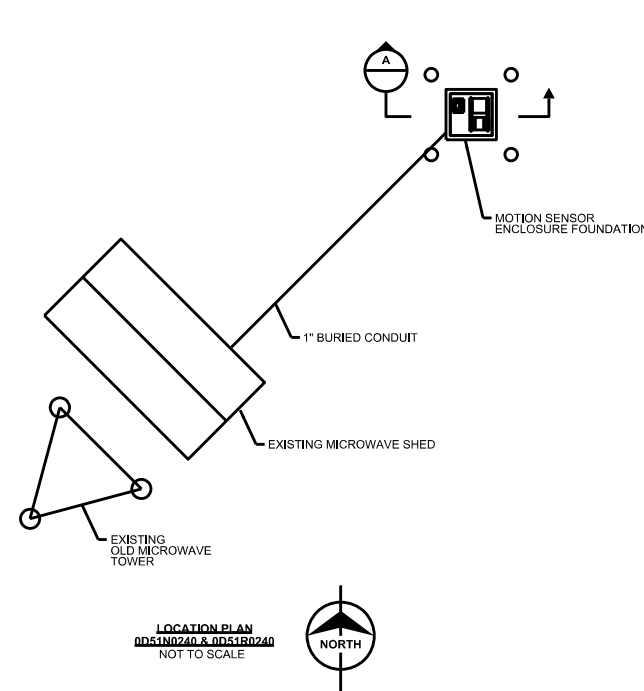 A
MOTION SENSOR
ENCLOSURE FOUNDATION
1" BURIED CONDUIT
EXISTING MICROWAVE SHED
EXISTING
OLD MICROWAVE
TOWER
LOCATION PLAN
0D51N0240 & 0D51R0240
NOT TO SCALE
NORTH